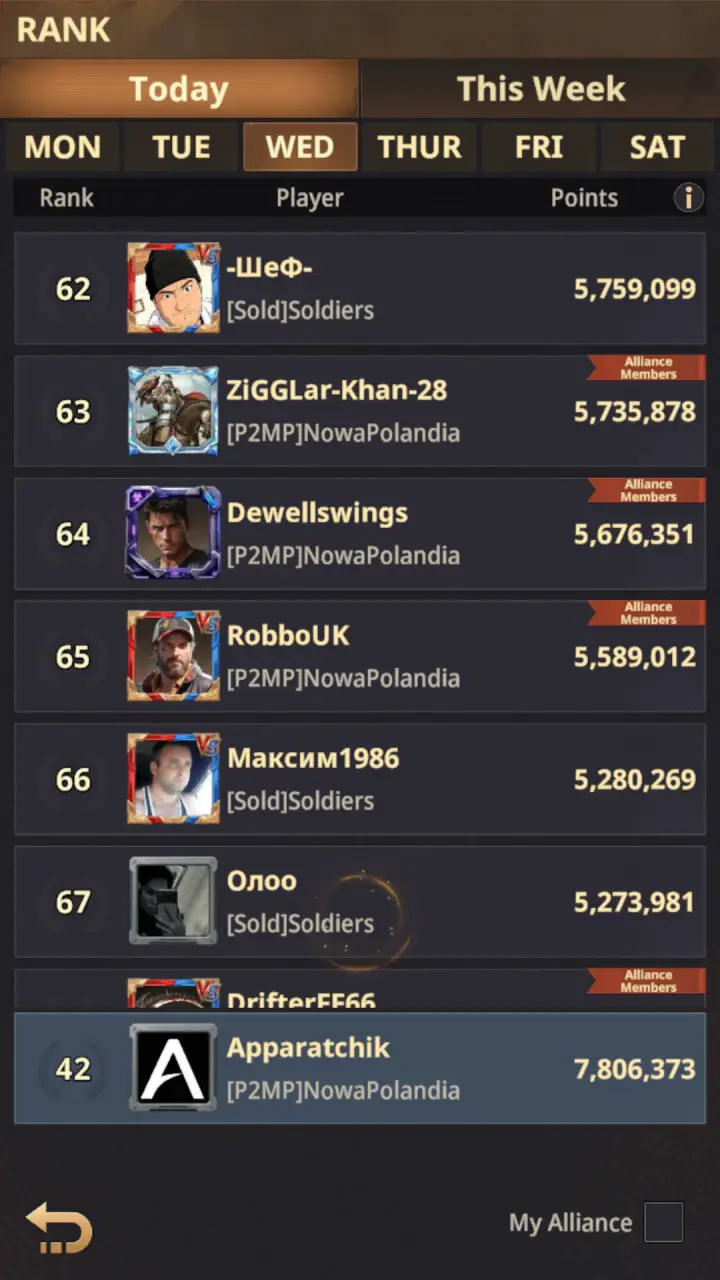 RANK
Today
This Week
MON
TUE
WED
THUR
FRI
SAT
Rank
Player
Points
62
-ШеФ-
[Sold]Soldiers
5,759,099
Alliance
Members
63
ZiGGLar-Khan-28
[P2MP]NowaPolandia
5,735,878
Alliance
Members
64
Dewellswings
[P2MP]NowaPolandia
5,676,351
Alliance
Members
65
RobboUK
[P2MP]NowaPolandia
5,589,012
66
Максим1986
[Sold]Soldiers
5,280,269
67
Олоо
[Sold]Soldiers
5,273,981
Alliance
Members
42
Apparatchik
[P2MP]NowaPolandia
7,806,373
My Alliance